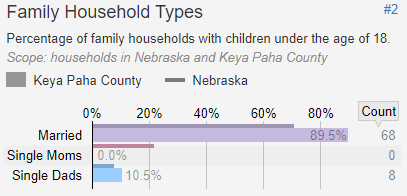 Family Household Types #2
Percentage of family households with children under the age of 18.
Scope: households in Nebraska and Keya Paha County
Keya Paha County Nebraska
0% 20% 40% 60% 80% Count
Married 89.5% 68
Single Moms 0.0% 0
Single Dads 10.5% 8